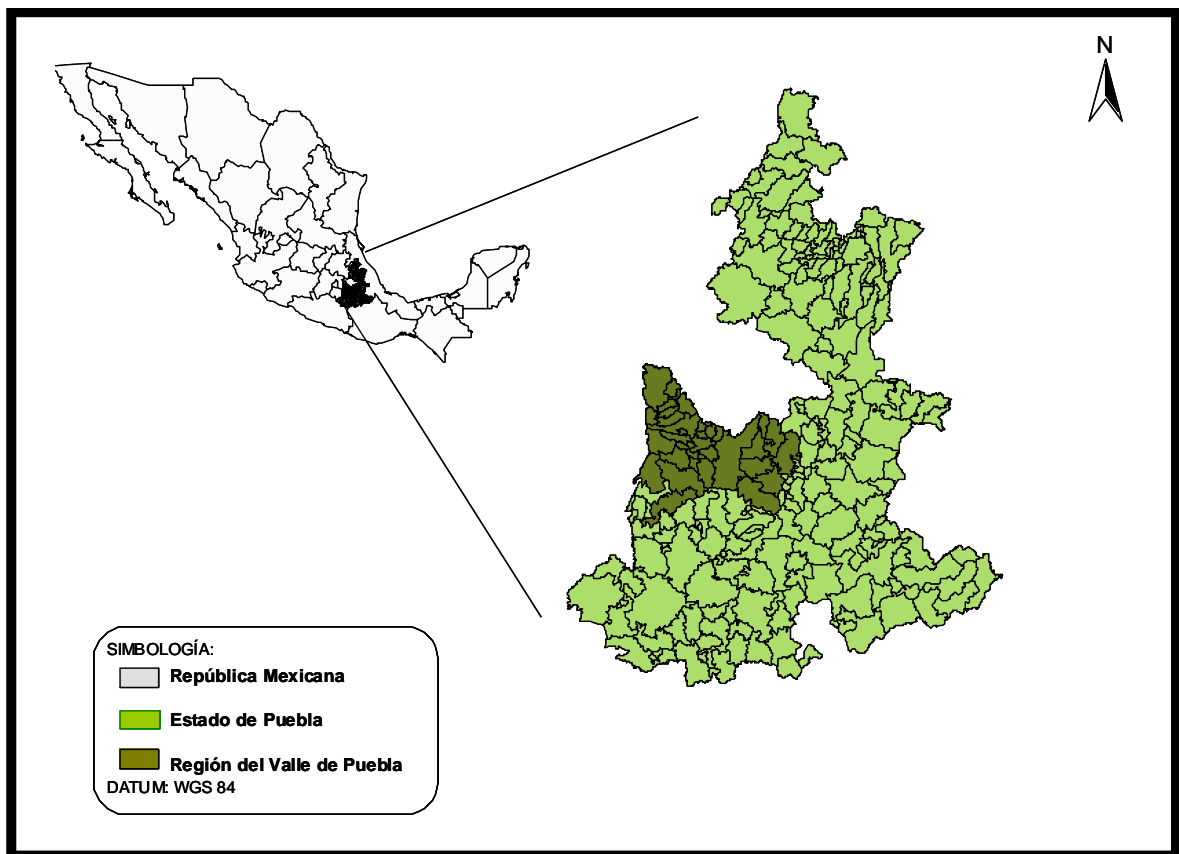 N
SIMBOLOGÍA:
República Mexicana
Estado de Puebla
Región del Valle de Puebla
DATUM: WGS 84